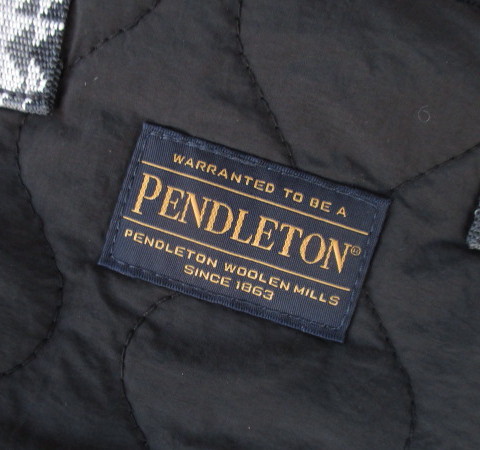 WARRANTED TO BE A
PENDLETON®
PENDLETON WOOLEN MILLS
SINCE 1863